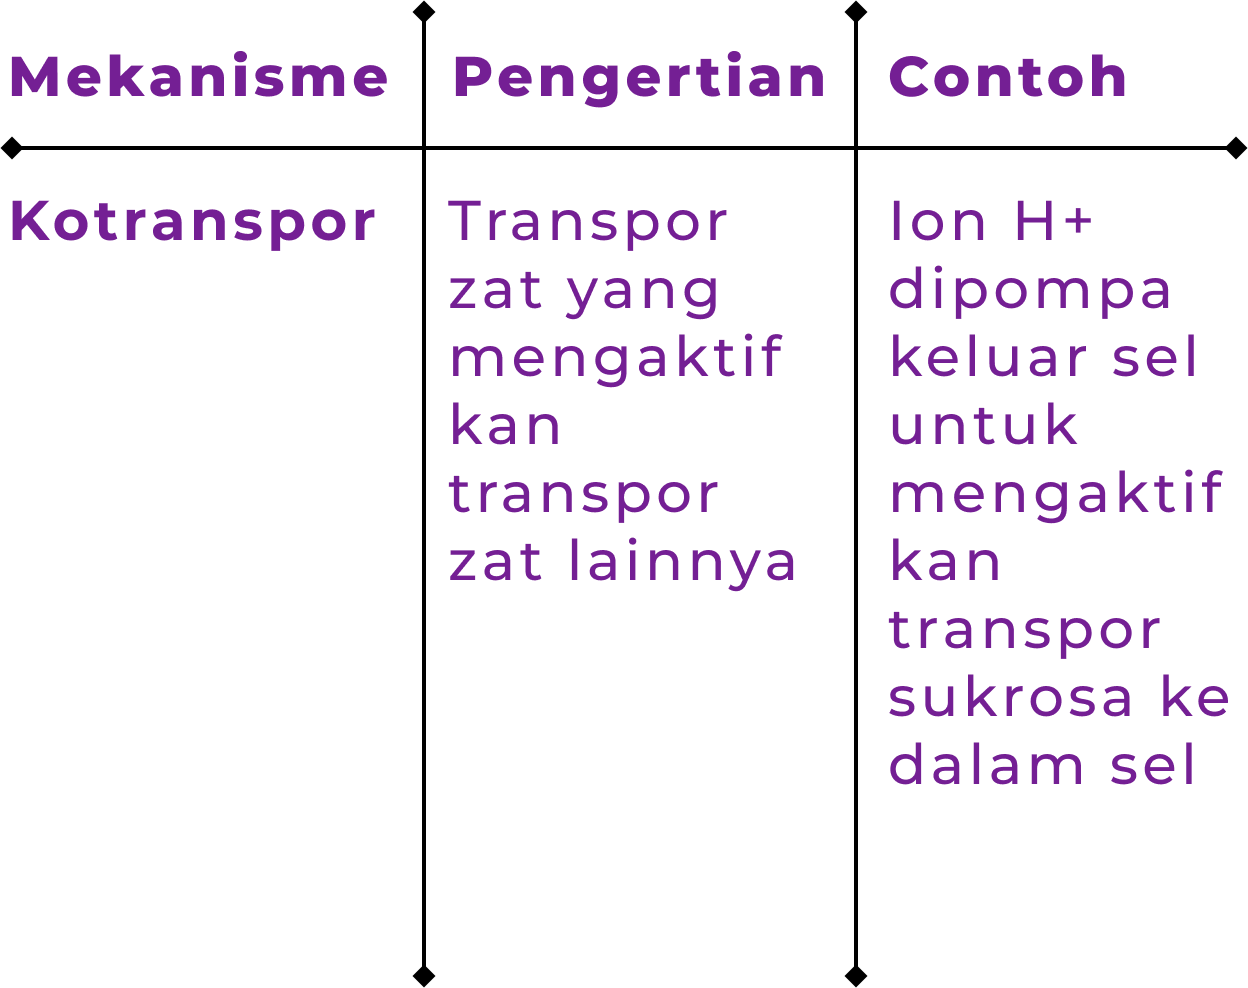 Mekanisme
Pengertian
Contoh
Kotranspor
Transpor
zat yang
mengaktif
kan
transpor
zat lainnya
Ion H+
dipompa
keluar sel
untuk
mengaktif
kan
transpor
sukrosa ke
dalam sel